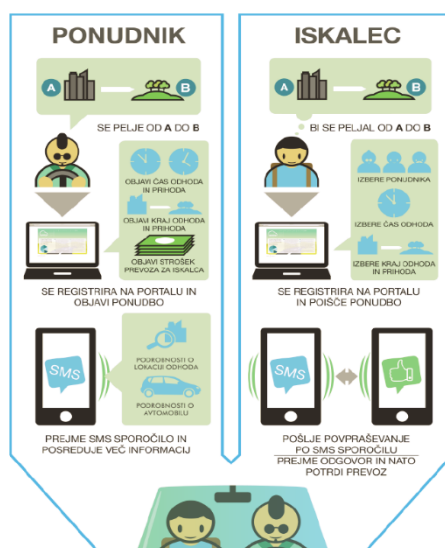 PONUDNIK
A
B
SE PELJE OD A DO B
OBJAVI ČAS ODHODA
IN PRIHODA
OBJAVI KRAJ ODHODA
IN PRIHODA
OBJAVI STROŠEK
PREVOZA ZA ISKALCA
SE REGISTRIRA NA PORTALU IN
OBJAVI PONUDBO
SMS
PODROBNOSTI O
LOKACIJI ODHODA
PODROBNOSTI O
AVTOMOBILU
PREJME SMS SPOROČILO IN
POSREDUJE VEČ INFORMACIJ
ISKALEC
A
B
BI SE PELJAL OD A DO B
IZBERE PONUDNIKA
IZBERE ČAS ODHODA
IZBERE KRAJ ODHODA
IN PRIHODA
SE REGISTRIRA NA PORTALU
IN POIŠČE PONUDBO
SMS
POŠLJE POVPRAŠEVANJE
PO SMS SPOROČILU
PREJME ODGOVOR IN NATO
POTRDI PREVOZ